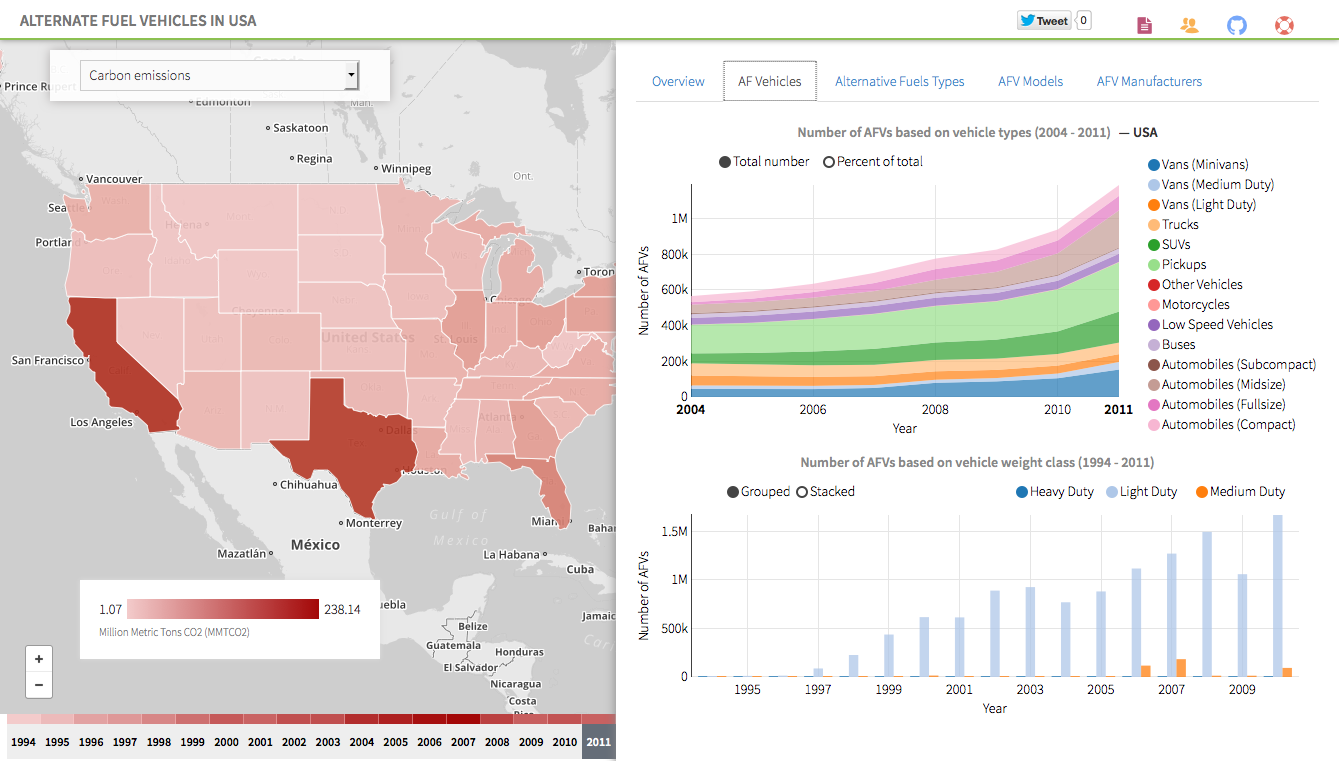 ALTERNATE FUEL VEHICLES IN USA
Tweet
0
Carbon emissions
Prince Rupert
Edmonton
Man.
Saskatoon
Regina
Winnipeg
Ont.
Vancouver
Seattle
Portland
Helena
Cheyenne
United States
Chicago
St. Louis
Toron
San Francisco
Los Angeles
Atlanta
Dallas
Houston
Chihuahua
Monterrey
Gulf of
Mexico
Miami
Bahar
México
Mazatlán
La Habana
Cuba
uebla
Jamaic
Belize
Guatemala
Honduras
El Salvador
Nicaragua
Costa
1.07
238.14
Million Metric Tons CO2 (MMTCO2)
+
−
1994 1995 1996 1997 1998 1999 2000 2001 2002 2003 2004 2005 2006 2007 2008 2009 2010 2011
Overview
AF Vehicles
Alternative Fuels Types
AFV Models
AFV Manufacturers
Number of AFVs based on vehicle types (2004 - 2011) — USA
Total number
Percent of total
Number of AFVs
1M
800k
600k
400k
200k
0
2004 2006 2008 2010 2011
Year
Vans (Minivans)
Vans (Medium Duty)
Vans (Light Duty)
Trucks
SUVs
Pickups
Other Vehicles
Motorcycles
Low Speed Vehicles
Buses
Automobiles (Subcompact)
Automobiles (Midsize)
Automobiles (Fullsize)
Automobiles (Compact)
Number of AFVs based on vehicle weight class (1994 - 2011)
Grouped
Stacked
Heavy Duty
Light Duty
Medium Duty
Number of AFVs
1.5M
1M
500k
0
1995 1997 1999 2001 2003 2005 2007 2009
Year